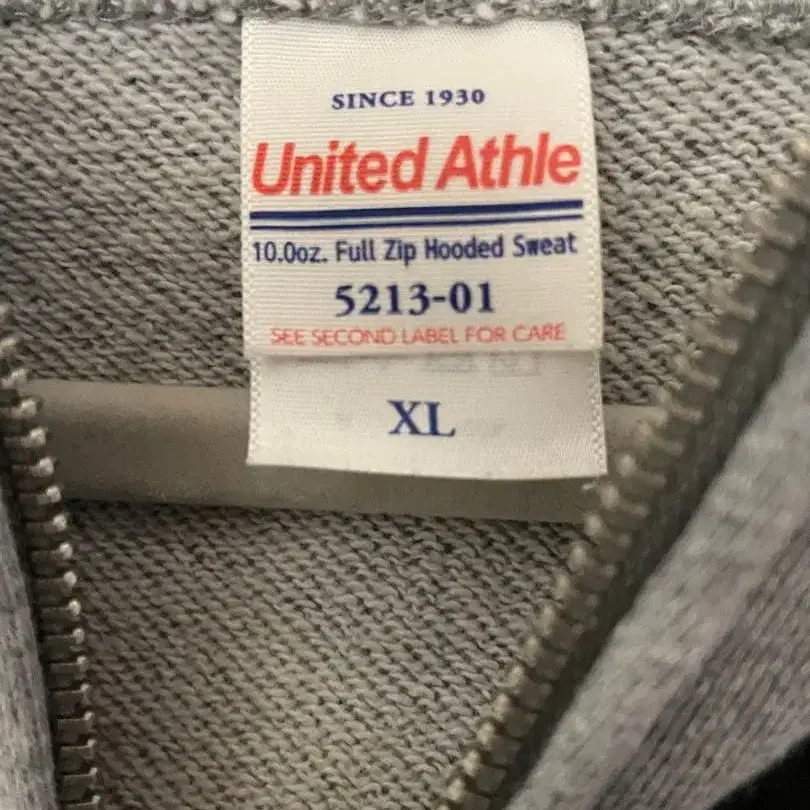 SINCE 1930
United Athle
10.0oz. Full Zip Hooded Sweat
5213-01
SEE SECOND LABEL FOR CARE
XL